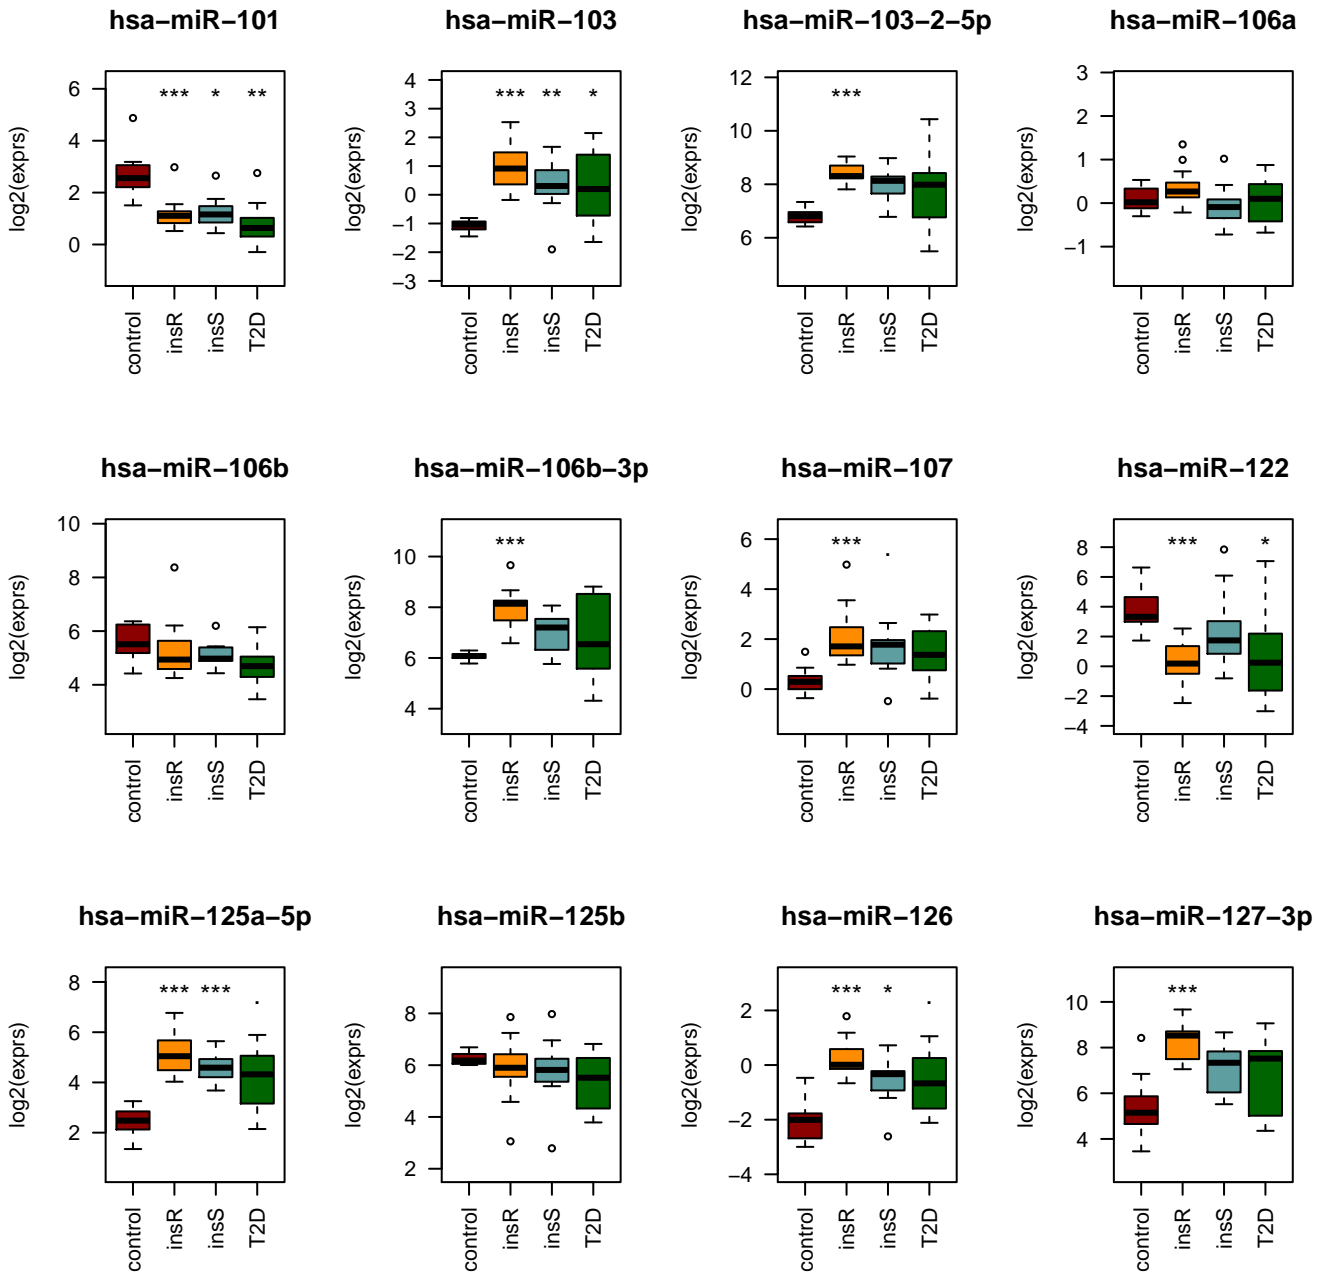 hsa−miR−101
log2(exprs)
6
4
2
0
*** * **
control
insR
insS
T2D
hsa−miR−103
log2(exprs)
4
3
2
1
0
−1
−2
−3
*** ** *
control
insR
insS
T2D
hsa−miR−103−2−5p
log2(exprs)
12
10
8
6
***
control
insR
insS
T2D
hsa−miR−106a
log2(exprs)
3
2
1
0
−1
control
insR
insS
T2D
hsa−miR−106b
log2(exprs)
10
8
6
4
control
insR
insS
T2D
hsa−miR−106b−3p
log2(exprs)
10
8
6
4
***
control
insR
insS
T2D
hsa−miR−107
log2(exprs)
6
4
2
0
***
control
insR
insS
T2D
hsa−miR−122
log2(exprs)
8
6
4
2
0
−2
−4
*** *
control
insR
insS
T2D
hsa−miR−125a−5p
log2(exprs)
8
6
4
2
*** ***
control
insR
insS
T2D
hsa−miR−125b
log2(exprs)
8
6
4
2
control
insR
insS
T2D
hsa−miR−126
log2(exprs)
2
0
−2
−4
*** *
control
insR
insS
T2D
hsa−miR−127−3p
log2(exprs)
10
8
6
4
***
control
insR
insS
T2D